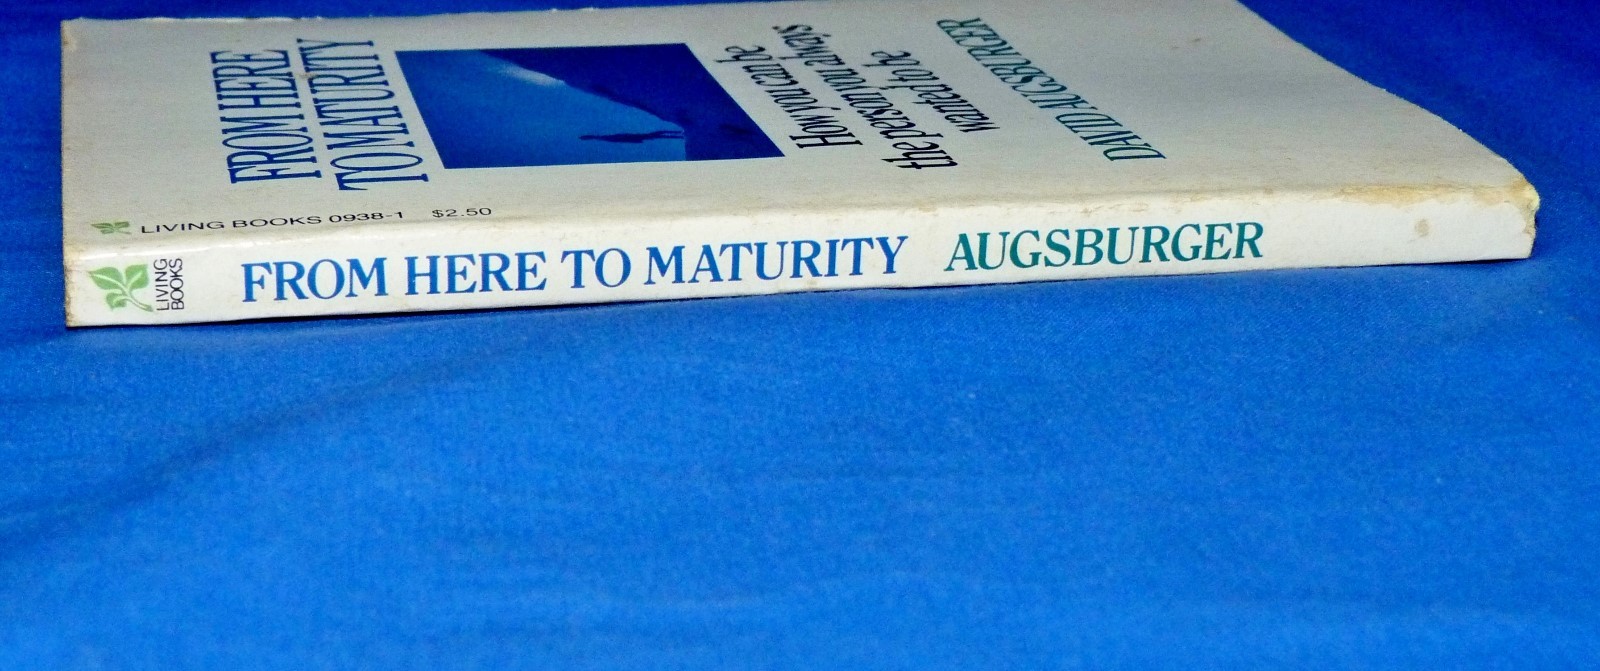 FROM HERE
TO MATURITY
How you can be
the person you always
wanted to be
DAVID AUGSBURGER
LIVING BOOKS 0938-1 $2.50
LIVING
BOOKS
FROM HERE TO MATURITY AUGSBURGER